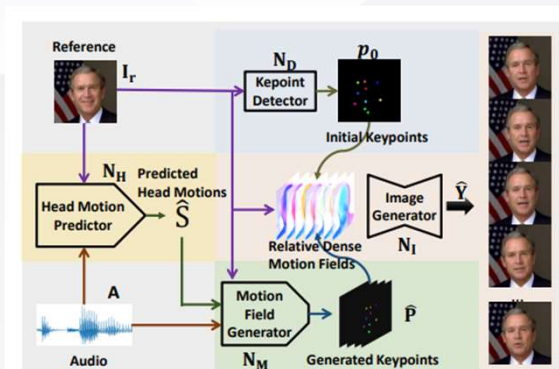 Reference
I_r
N_D
Kepoint
Detector
p_0
Initial Keypoints
N_H
Head Motion
Predictor
Predicted
Head Motions
Ŝ
Relative Dense
Motion Fields
Image
Generator
N_I
Ŷ
A
Audio
Motion
Field
Generator
N_M
P̂
Generated Keypoints
...